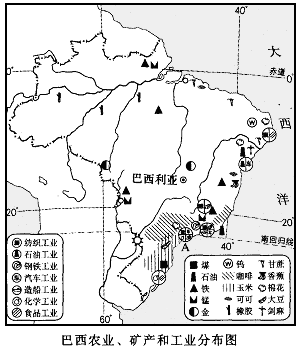 40°
大
赤道
0°
0°
西
巴西利亚
洋
20°
20°
南回归线
A
60°
40°
纺织工业
石油工业
钢铁工业
汽车工业
造船工业
化学工业
食品工业
煤
钨
甘蔗
石油
咖啡
香蕉
铁
玉米
棉花
锰
可可
剑麻
金
橡胶
巴西农业、矿产和工业分布图